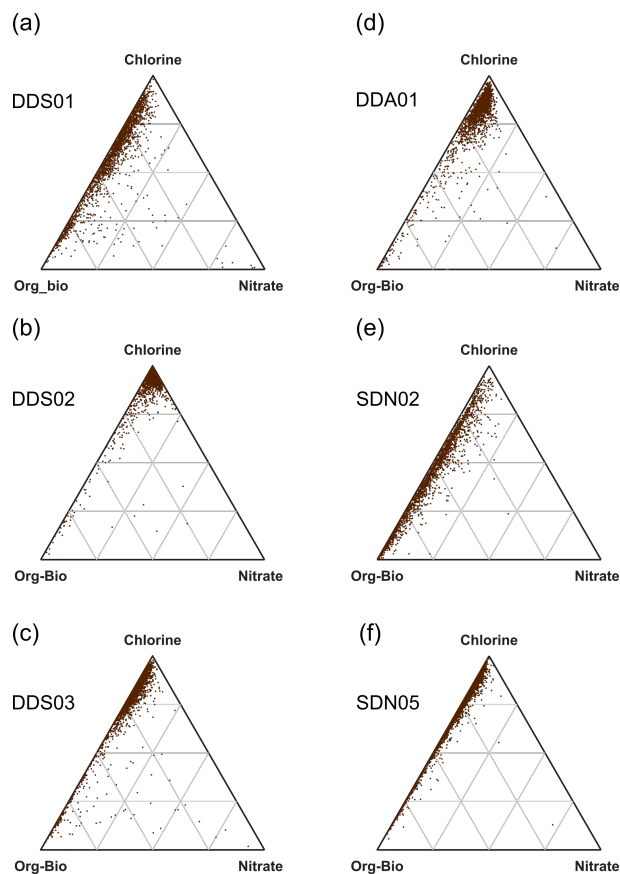 (a)
Chlorine
DDS01
Org_bio Nitrate
(b)
Chlorine
DDS02
Org-Bio Nitrate
(c)
Chlorine
DDS03
Org-Bio Nitrate
(d)
Chlorine
DDA01
Org-Bio Nitrate
(e)
Chlorine
SDN02
Org-Bio Nitrate
(f)
Chlorine
SDN05
Org-Bio Nitrate